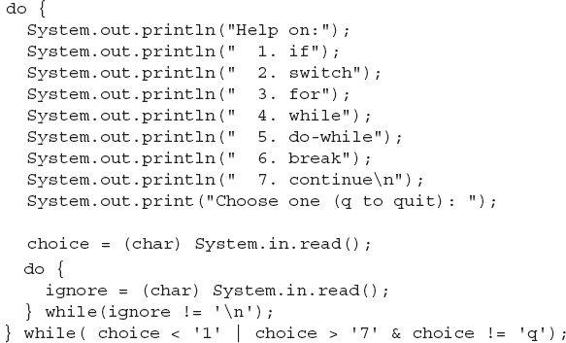 do {
  System.out.println("Help on:");
  System.out.println("  1. if");
  System.out.println("  2. switch");
  System.out.println("  3. for");
  System.out.println("  4. while");
  System.out.println("  5. do-while");
  System.out.println("  6. break");
  System.out.println("  7. continue\n");
  System.out.print("Choose one (q to quit): ");

  choice = (char) System.in.read();
  do {
    ignore = (char) System.in.read();
  } while(ignore != '\n');
} while( choice < '1' | choice > '7' & choice != 'q');